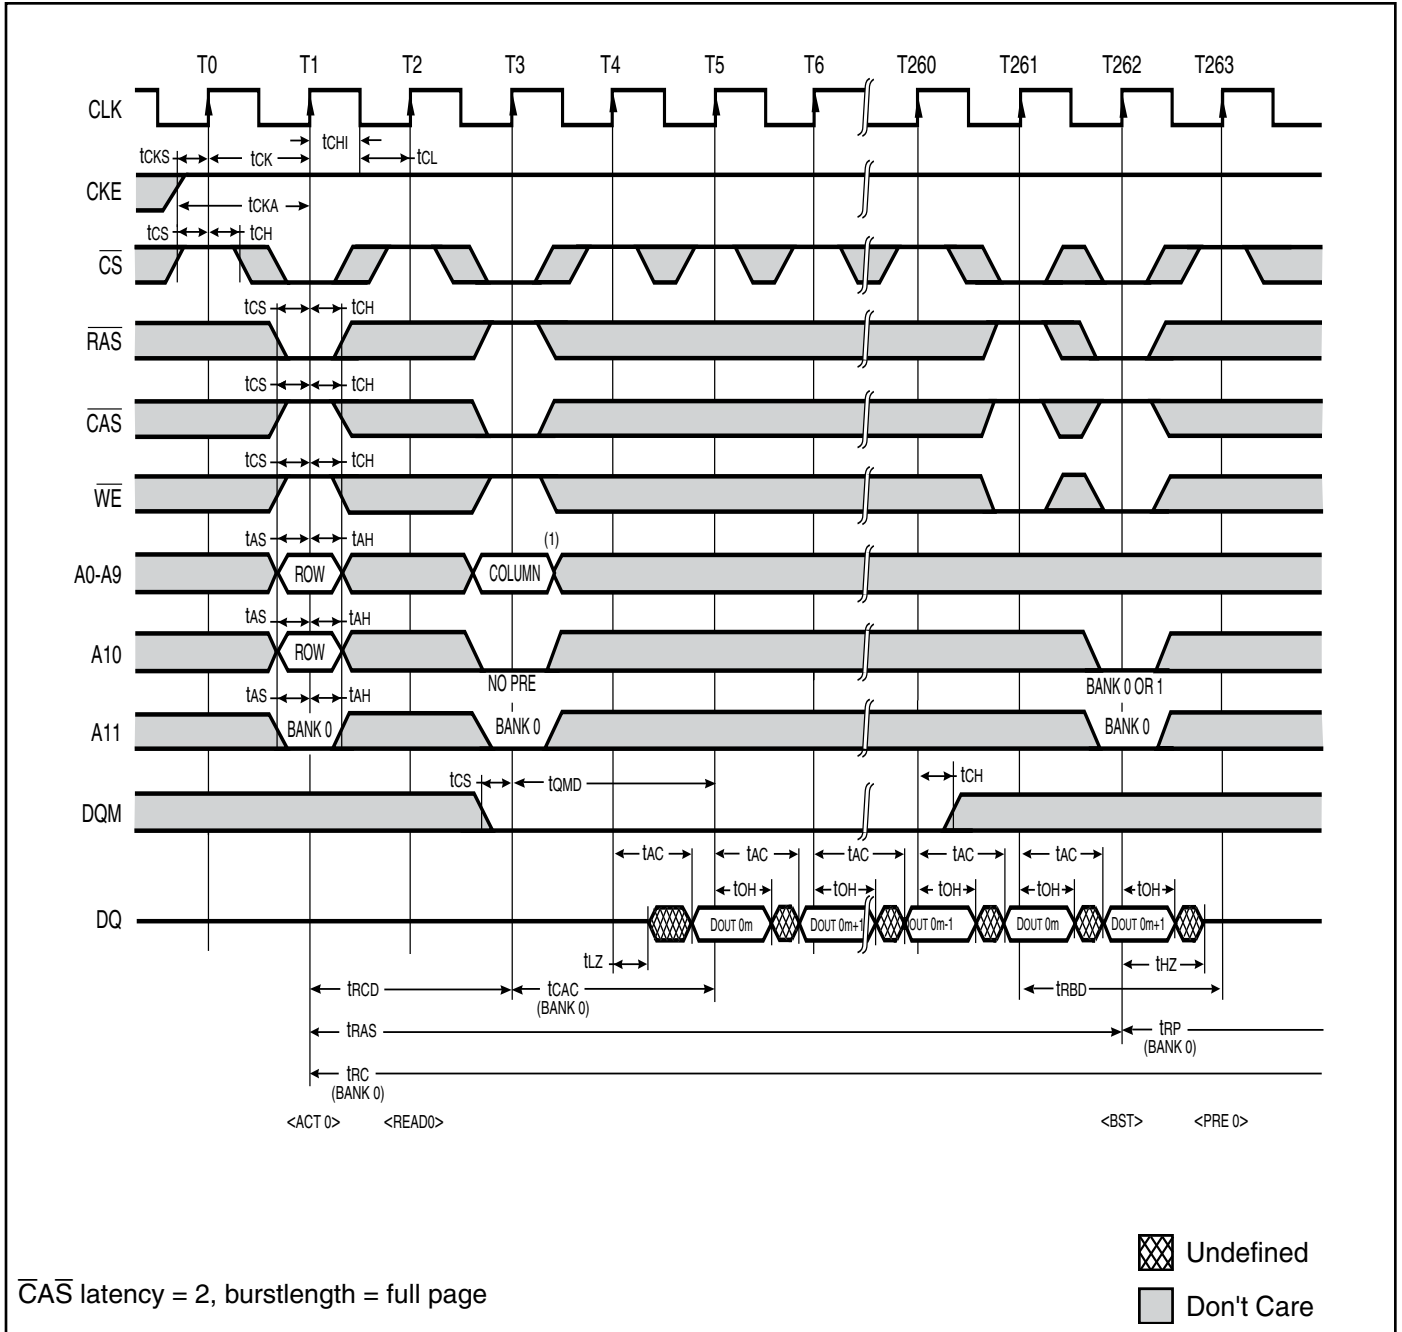 T0 T1 T2 T3 T4 T5 T6 T260 T261 T262 T263
CLK
tCHI
tCKS tCK tCL
CKE
tCKA
tCS tCH
C̅S̅
tCS tCH
R̅A̅S̅
tCS tCH
C̅A̅S̅
tCS tCH
W̅E̅
tAS tAH (1)
A0-A9 ROW COLUMN
tAS tAH
A10 ROW
NO PRE BANK 0 OR 1
tAS tAH
A11 BANK 0 BANK 0 BANK 0
tCS tQMD tCH
DQM
tAC tAC tAC tAC tAC
tOH tOH tOH tOH tOH
DQ DOUT 0m DOUT 0m+1 OUT 0m-1 DOUT 0m DOUT 0m+1
tLZ tHZ
tRCD tCAC tRBD
(BANK 0)
tRAS tRP
(BANK 0)
tRC
(BANK 0)
<ACT 0> <READ0> <BST> <PRE 0>
Undefined
C̅AS̅ latency = 2, burstlength = full page
Don't Care